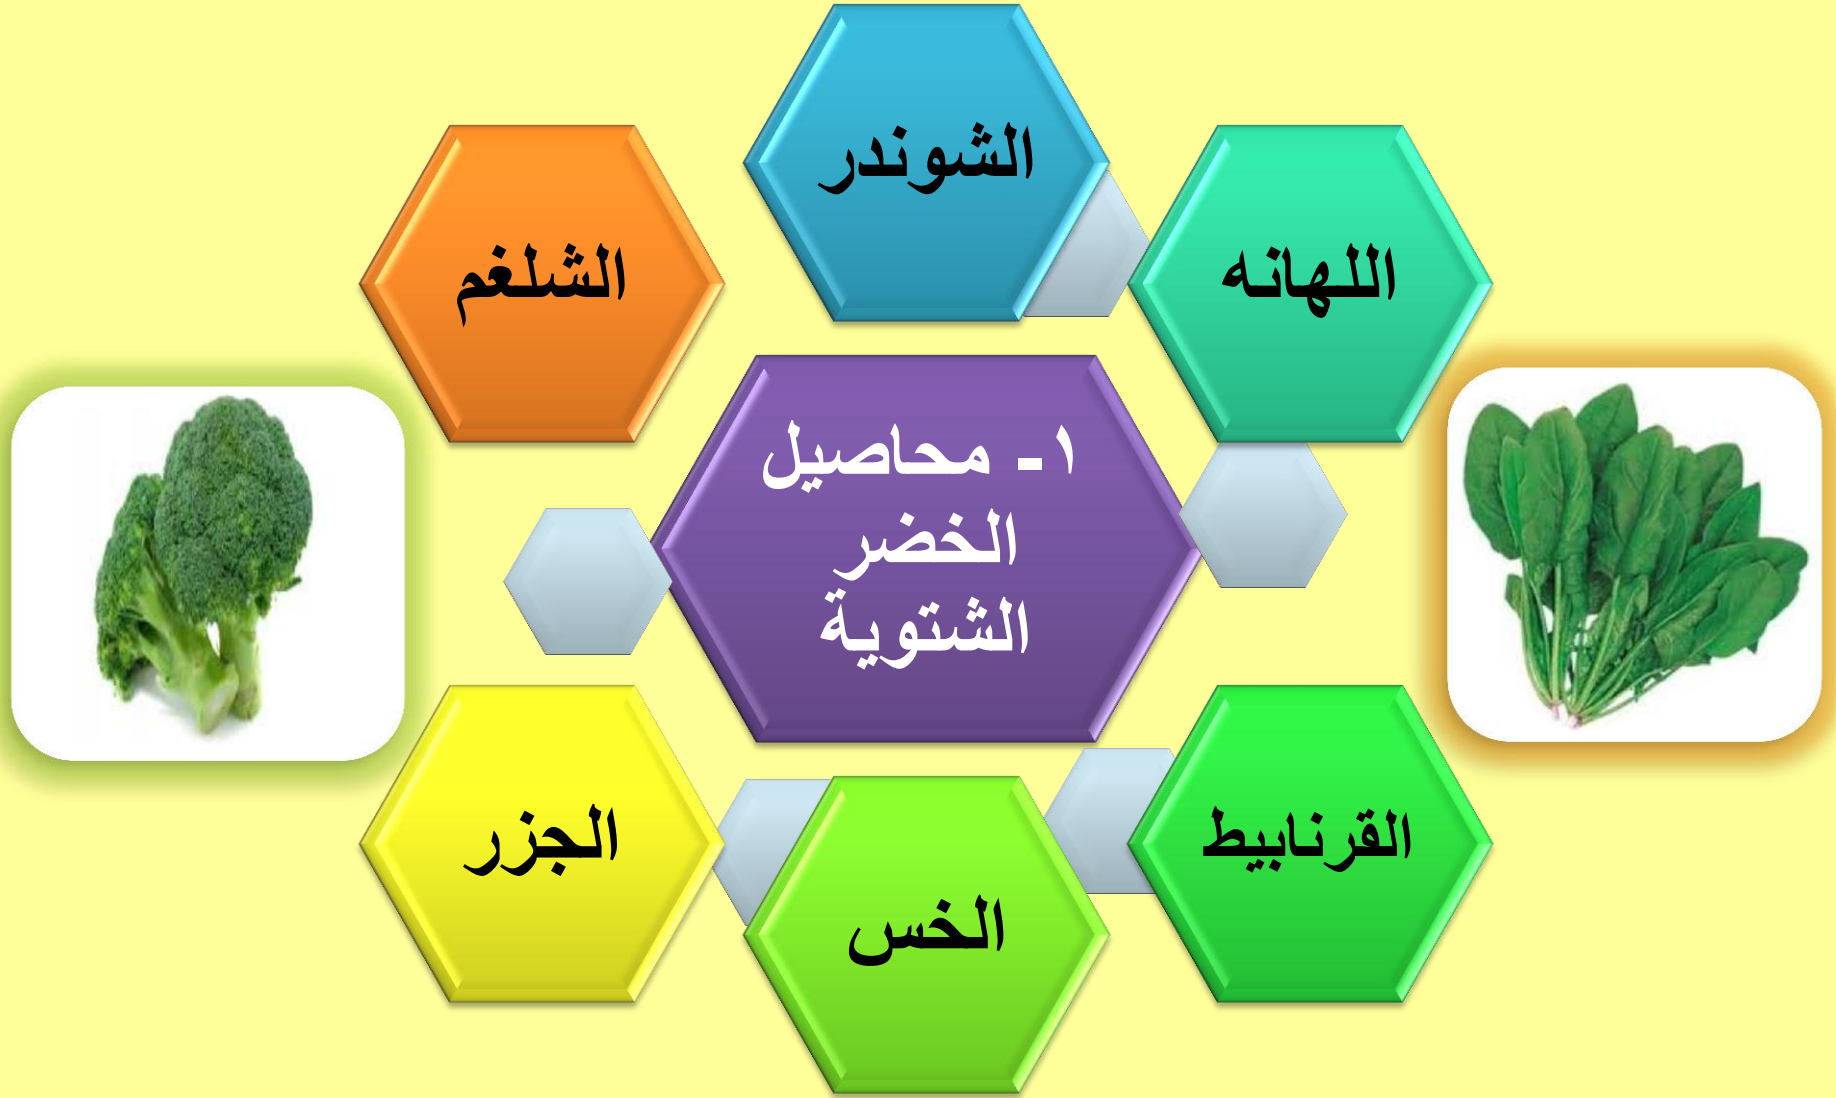 الشوندر
اللهانه
الشلغم
١- محاصيل
الخضر
الشتوية
القرنابيط
الجزر
الخس